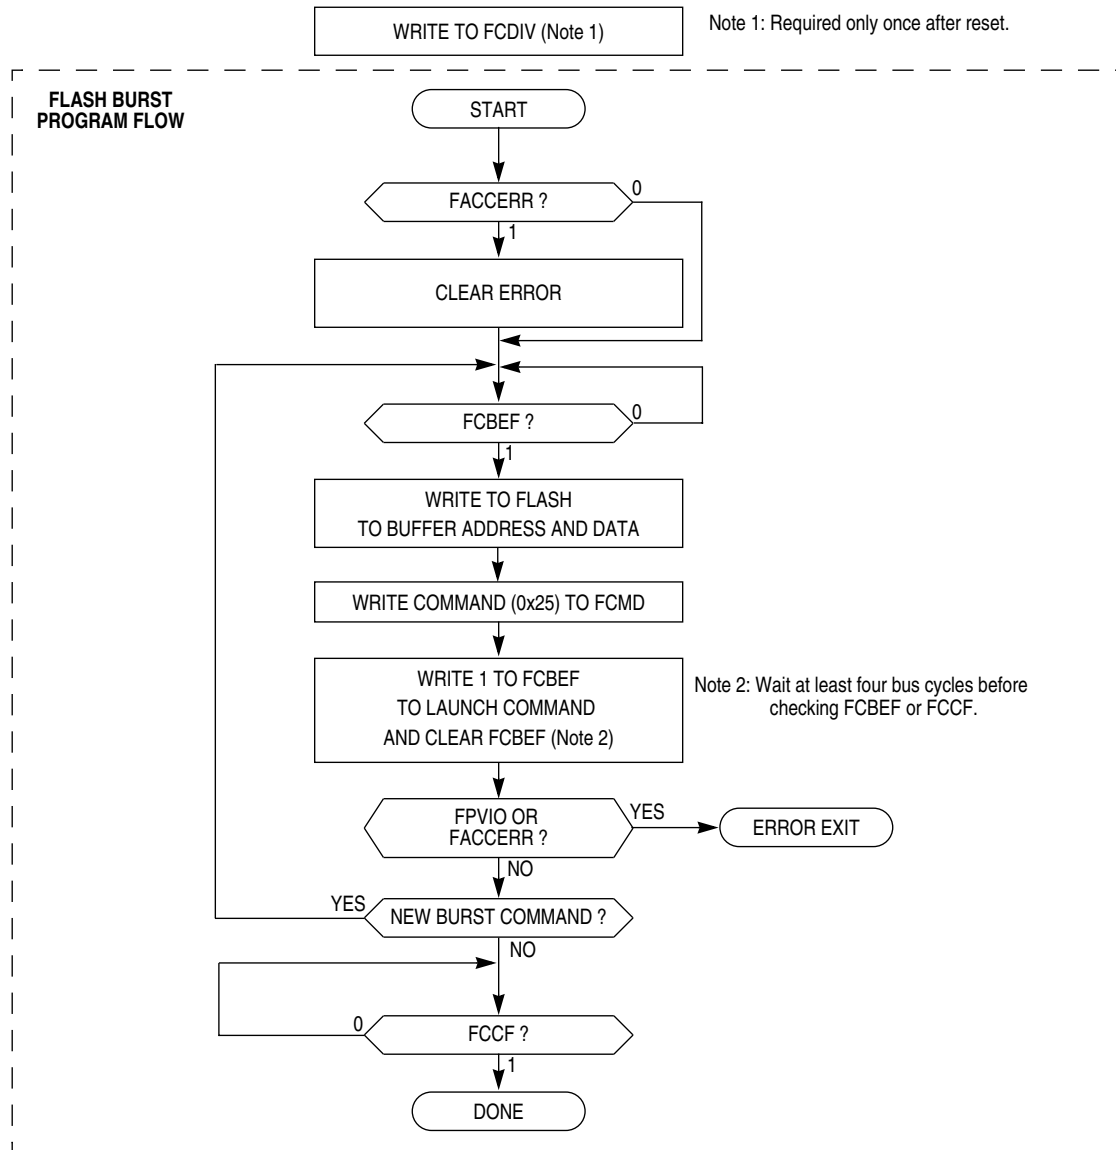 WRITE TO FCDIV (Note 1)
Note 1: Required only once after reset.
FLASH BURST
PROGRAM FLOW
START
FACCERR ?
0
1
CLEAR ERROR
FCBEF ?
0
1
WRITE TO FLASH
TO BUFFER ADDRESS AND DATA
WRITE COMMAND (0x25) TO FCMD
WRITE 1 TO FCBEF
TO LAUNCH COMMAND
AND CLEAR FCBEF (Note 2)
Note 2: Wait at least four bus cycles before
checking FCBEF or FCCF.
FPVIO OR
FACCERR ?
YES
ERROR EXIT
NO
YES
NEW BURST COMMAND ?
NO
0
FCCF ?
1
DONE